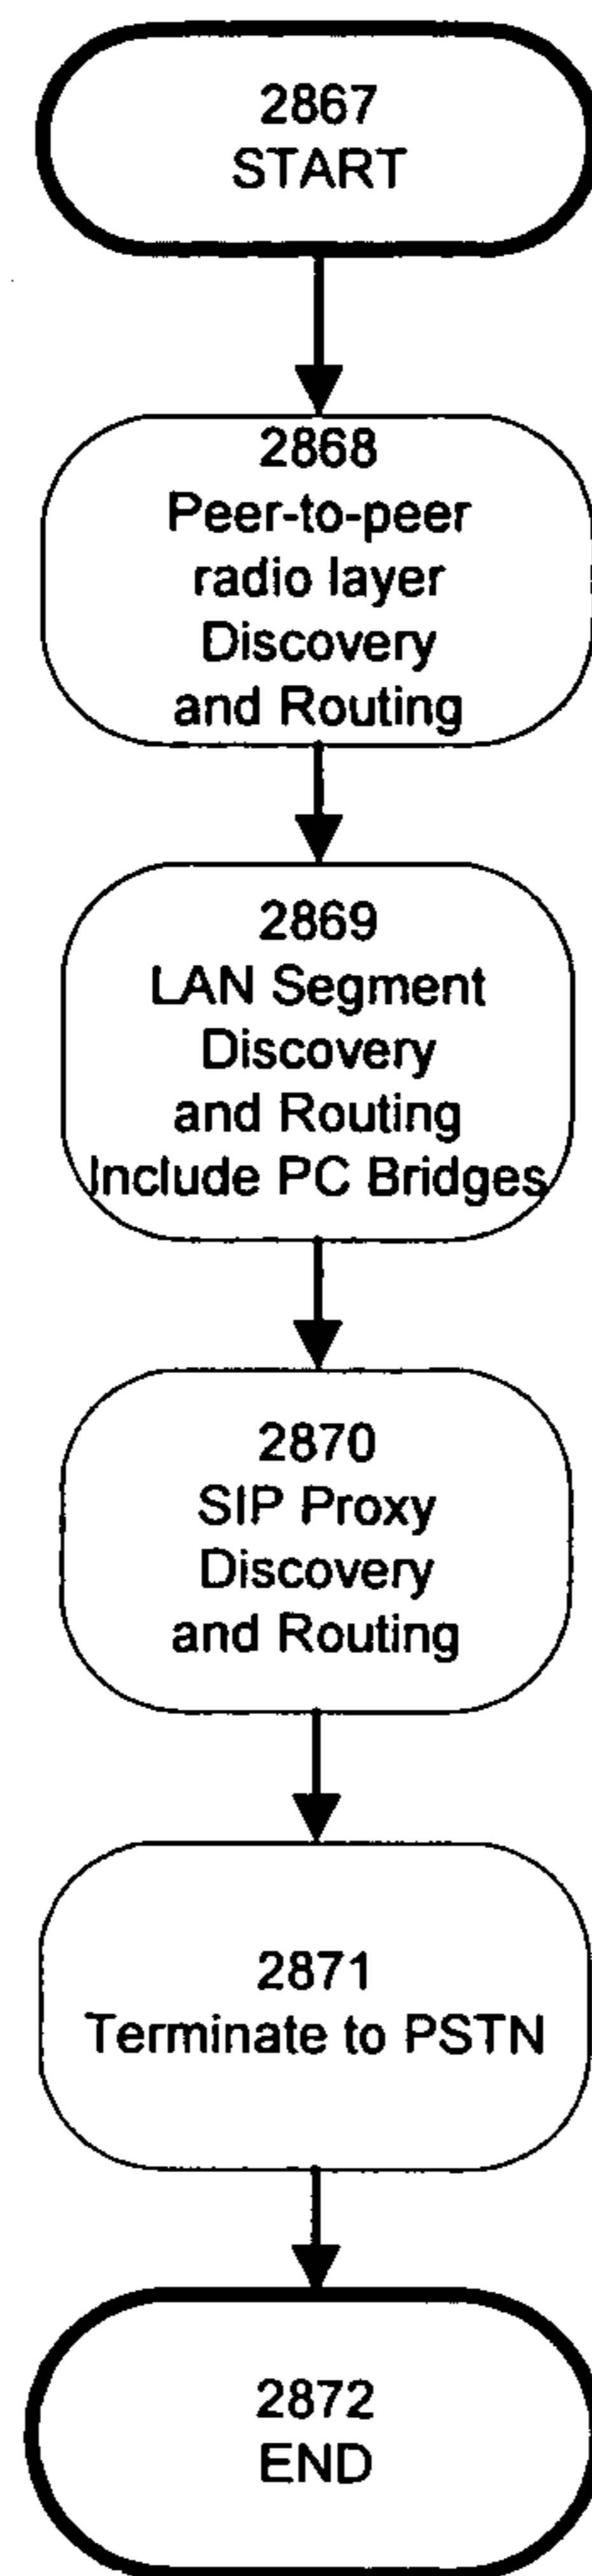 2867
START
2868
Peer-to-peer
radio layer
Discovery
and Routing
2869
LAN Segment
Discovery
and Routing
Include PC Bridges
2870
SIP Proxy
Discovery
and Routing
2871
Terminate to PSTN
2872
END